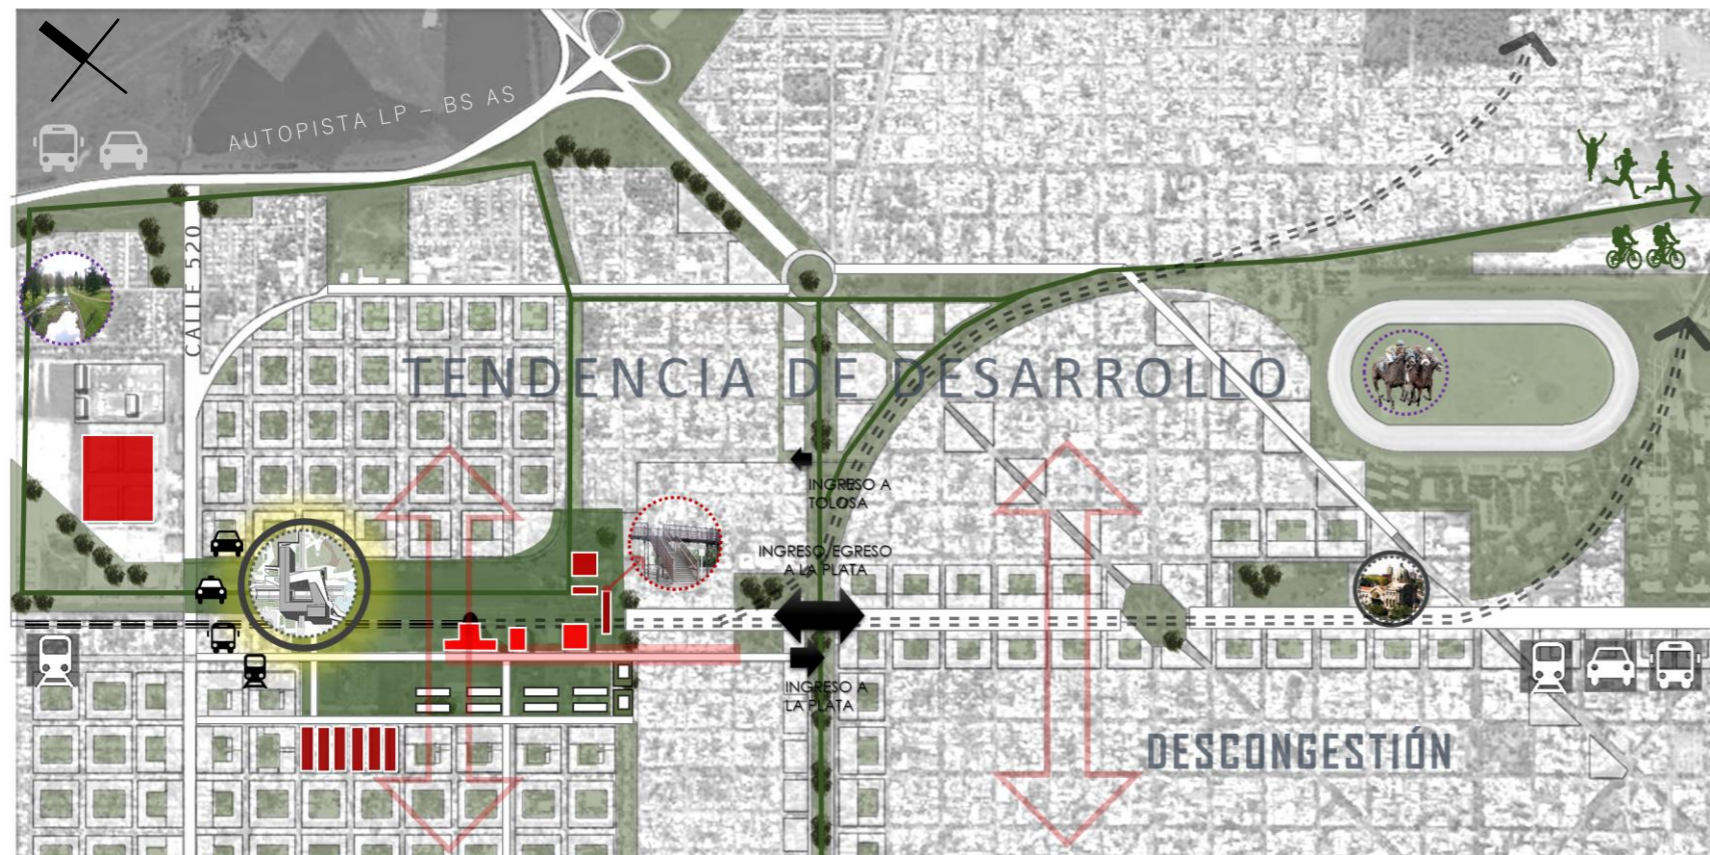 AUTOPISTA LP – BS AS
CALLE 520
TENDENCIA DE DESARROLLO
INGRESO A
TOLOSA
INGRESO/EGRESO
A LA PLATA
INGRESO A
LA PLATA
DESCONGESTIÓN